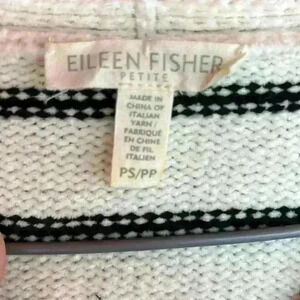 EILEEN FISHER
PETITE
MADE IN
CHINA OF
ITALIAN
YARN /
FABRIQUÉ
EN CHINE
DE FIL
ITALIEN
PS/PP